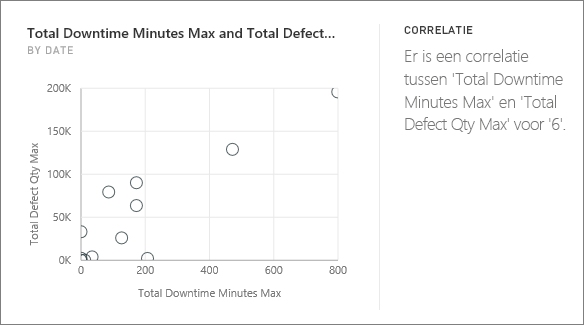 Total Downtime Minutes Max and Total Defect...
BY DATE
200K
150K
100K
50K
0K
0
200
400
600
800
Total Defect Qty Max
Total Downtime Minutes Max
CORRELATIE
Er is een correlatie
tussen 'Total Downtime
Minutes Max' en 'Total
Defect Qty Max' voor '6'.